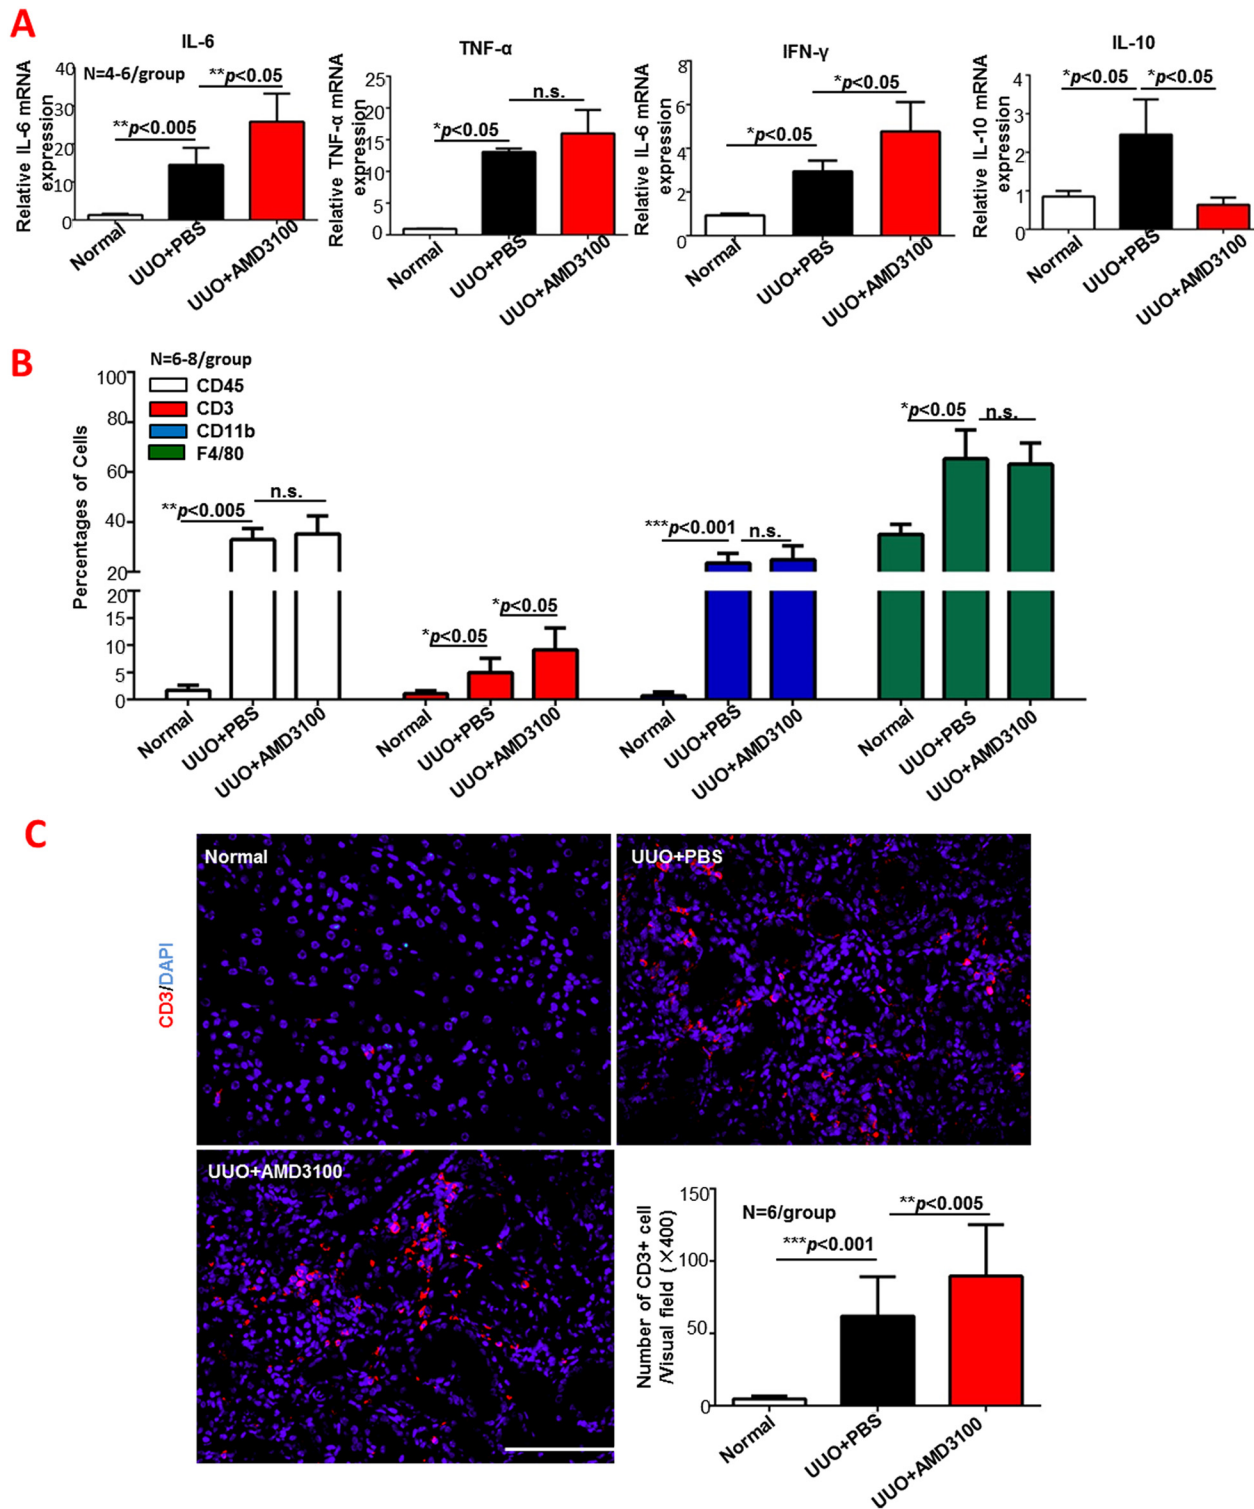 A
IL-6
N=4-6/group
Relative IL-6 mRNA
expression
40
30
20
10
0
**p<0.005
**p<0.05
Normal
UUO+PBS
UUO+AMD3100
TNF-α
Relative TNF-α mRNA
expression
25
20
15
10
5
0
*p<0.05
n.s.
Normal
UUO+PBS
UUO+AMD3100
IFN-γ
Relative IL-6 mRNA
expression
8
6
4
2
0
*p<0.05
*p<0.05
Normal
UUO+PBS
UUO+AMD3100
IL-10
Relative IL-10 mRNA
expression
4
3
2
1
0
*p<0.05
*p<0.05
Normal
UUO+PBS
UUO+AMD3100
B
N=6-8/group
CD45
CD3
CD11b
F4/80
Percentages of Cells
100
80
60
40
20
20
15
10
5
0
**p<0.005
n.s.
*p<0.05
*p<0.05
***p<0.001
n.s.
*p<0.05
n.s.
Normal
UUO+PBS
UUO+AMD3100
Normal
UUO+PBS
UUO+AMD3100
Normal
UUO+PBS
UUO+AMD3100
Normal
UUO+PBS
UUO+AMD3100
C
CD3/DAPI
Normal
UUO+PBS
UUO+AMD3100
Number of CD3+ cell
/Visual field (×400)
150
100
50
0
N=6/group
***p<0.001
**p<0.005
Normal
UUO+PBS
UUO+AMD3100